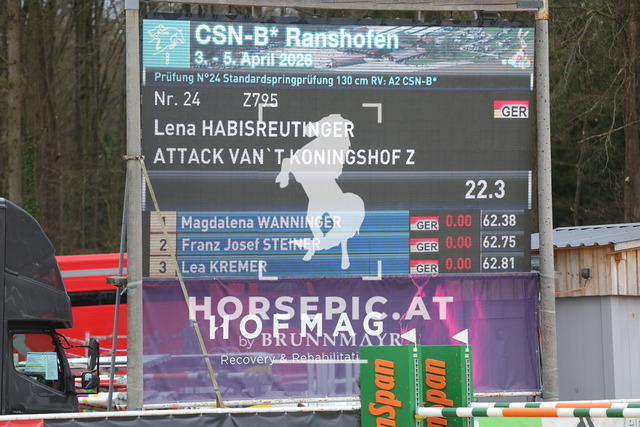 CSN-B* Ranshofen
3. - 5. April 2026
Prüfung N°24 Standardspringprüfung 130 cm RV: A2 CSN-B*
Nr. 24 Z795
GER
Lena HABISREUTINGER
ATTACK VAN`T KONINGSHOF Z
22.3
1 Magdalena WANNINGER GER 0.00 62.38
2 Franz Josef STEINER GER 0.00 62.75
3 Lea KREMER GER 0.00 62.81
HORSEPIC.AT
HOFMAG
by BRUNNMAYR
Recovery & Rehabilitati
Span
Span